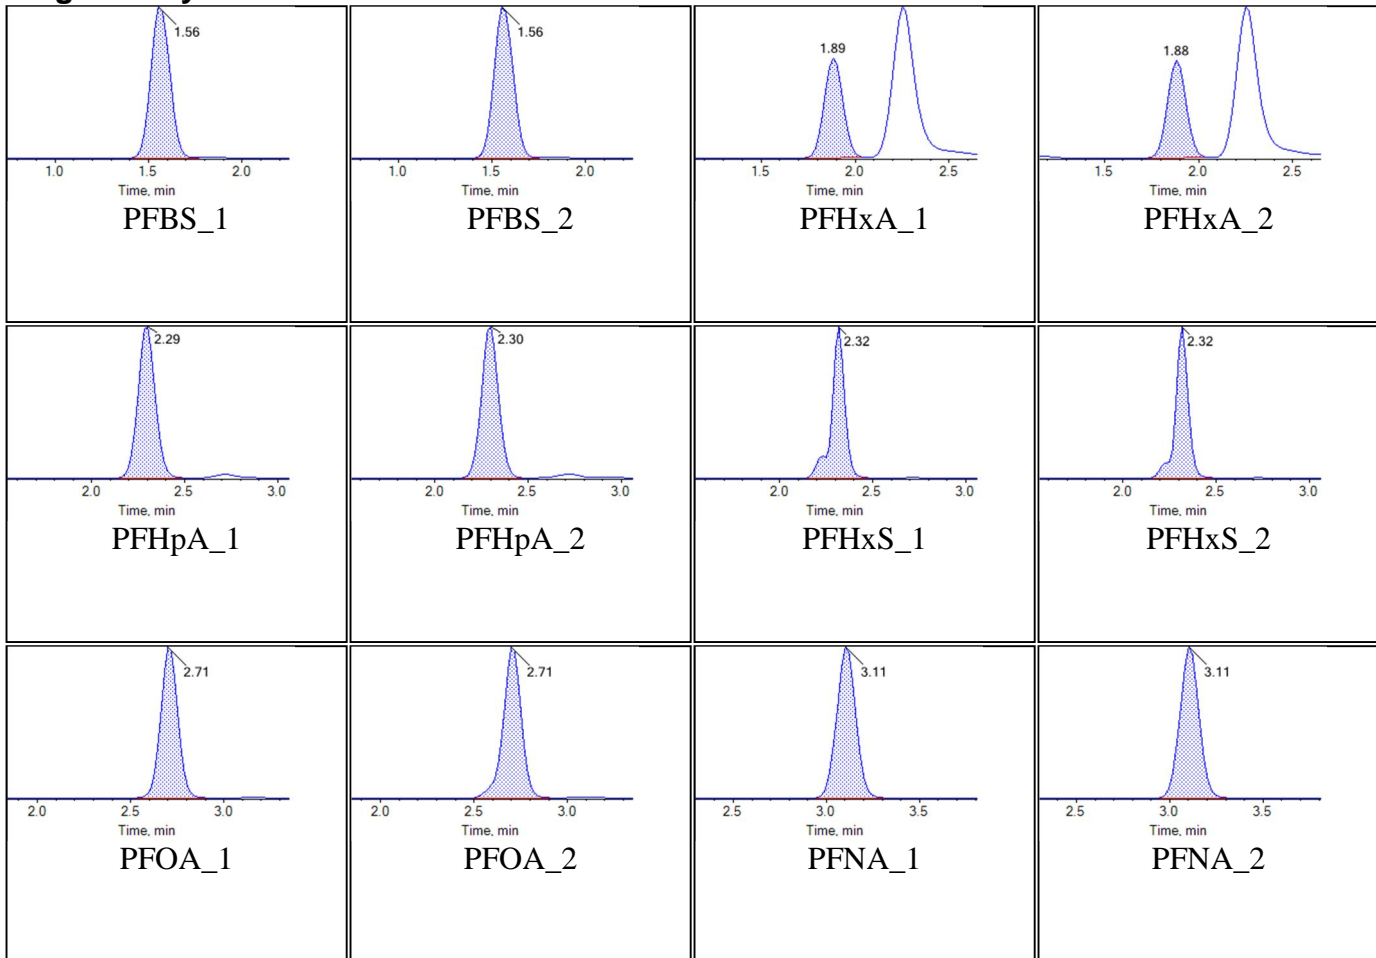 1.56 1.56 1.89 1.88
1.0 1.5 2.0 1.0 1.5 2.0 1.5 2.0 2.5 1.5 2.0 2.5
Time, min Time, min Time, min Time, min
PFBS_1 PFBS_2 PFHxA_1 PFHxA_2
2.29 2.30 2.32 2.32
2.0 2.5 3.0 2.0 2.5 3.0 2.0 2.5 3.0 2.0 2.5 3.0
Time, min Time, min Time, min Time, min
PFHpA_1 PFHpA_2 PFHxS_1 PFHxS_2
2.71 2.71 3.11 3.11
2.0 2.5 3.0 2.0 2.5 3.0 2.5 3.0 3.5 2.5 3.0 3.5
Time, min Time, min Time, min Time, min
PFOA_1 PFOA_2 PFNA_1 PFNA_2